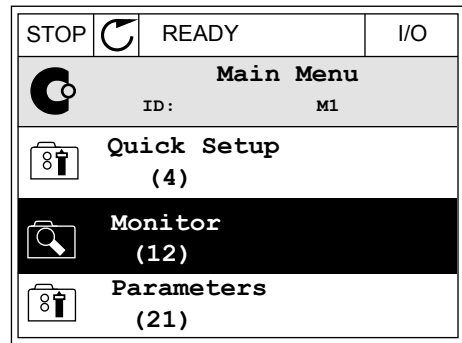 STOP READY I/O
Main Menu
ID: M1
Quick Setup
(4)
Monitor
(12)
Parameters
(21)